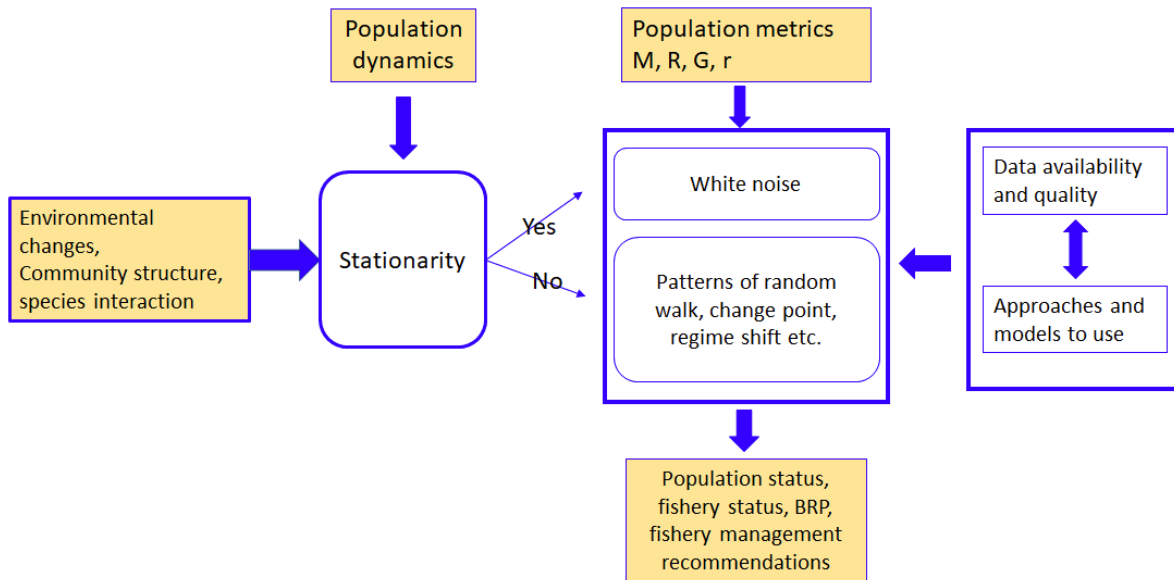 Population
dynamics
Population metrics
M, R, G, r
Environmental
changes,
Community structure,
species interaction
Stationarity
Yes
No
White noise
Patterns of random
walk, change point,
regime shift etc.
Data availability
and quality
Approaches and
models to use
Population status,
fishery status, BRP,
fishery management
recommendations